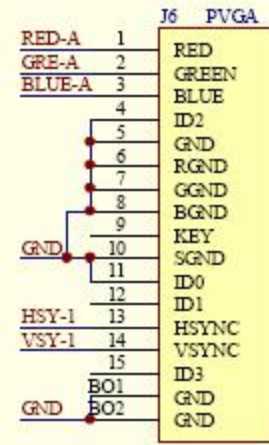 J6 PVGA
RED-A 1 RED
GRE-A 2 GREEN
BLUE-A 3 BLUE
4 ID2
5 GND
6 RGND
7 GGND
8 BGND
9 KEY
GND 10 SGND
11 ID0
12 ID1
HSY-1 13 HSYNC
VSY-1 14 VSYNC
15 ID3
BO1 GND
GND BO2 GND